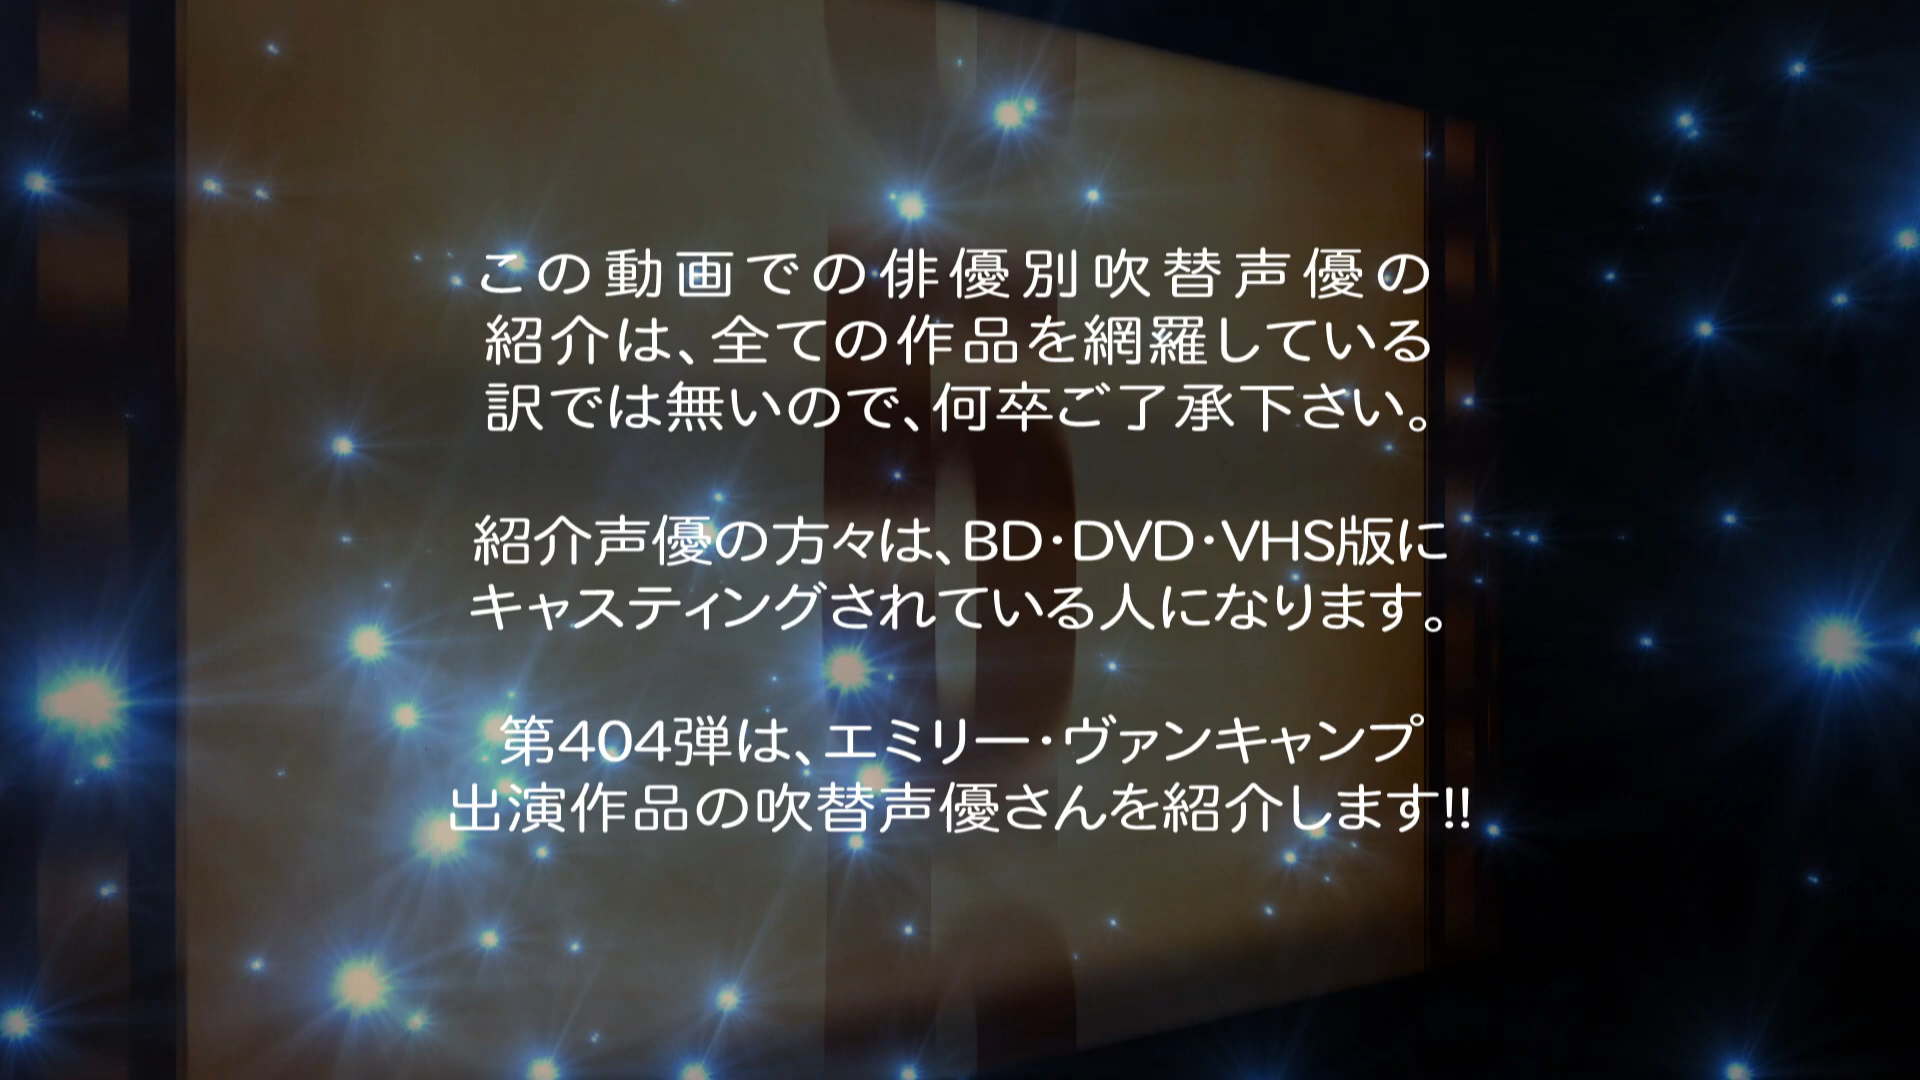 この動画での俳優別吹替声優の
紹介は、全ての作品を網羅している
訳では無いので、何卒ご了承下さい。
紹介声優の方々は、BD・DVD・VHS版に
キャスティングされている人になります。
第404弾は、エミリー・ヴァンキャンプ
出演作品の吹替声優さんを紹介します!!